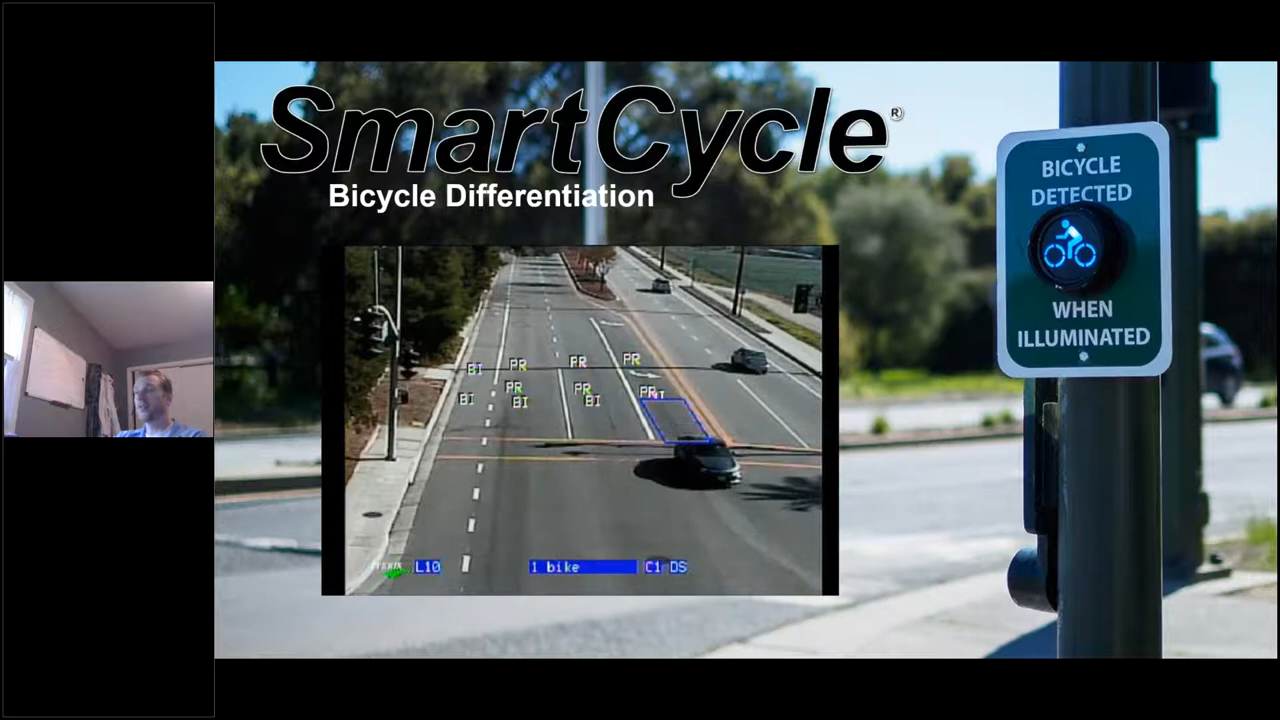 SmartCycle®
Bicycle Differentiation
BICYCLE
DETECTED
WHEN
ILLUMINATED
BI PR PR PR
BI PR BI PR BI PR
L10 1 bike C1 DS